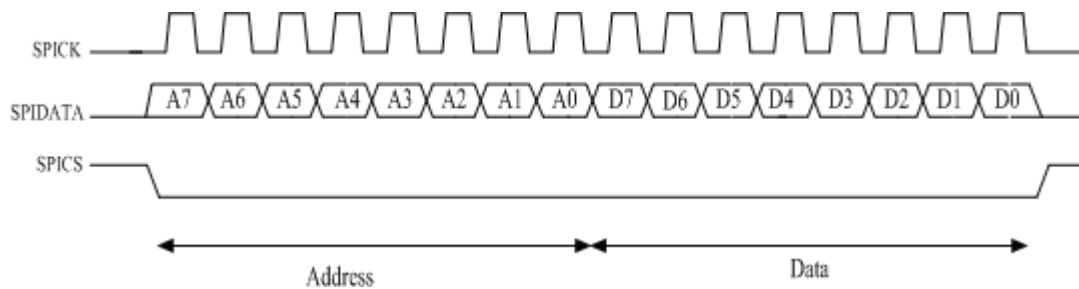 SPICK
SPIDATA A7 A6 A5 A4 A3 A2 A1 A0 D7 D6 D5 D4 D3 D2 D1 D0
SPICS
Address Data